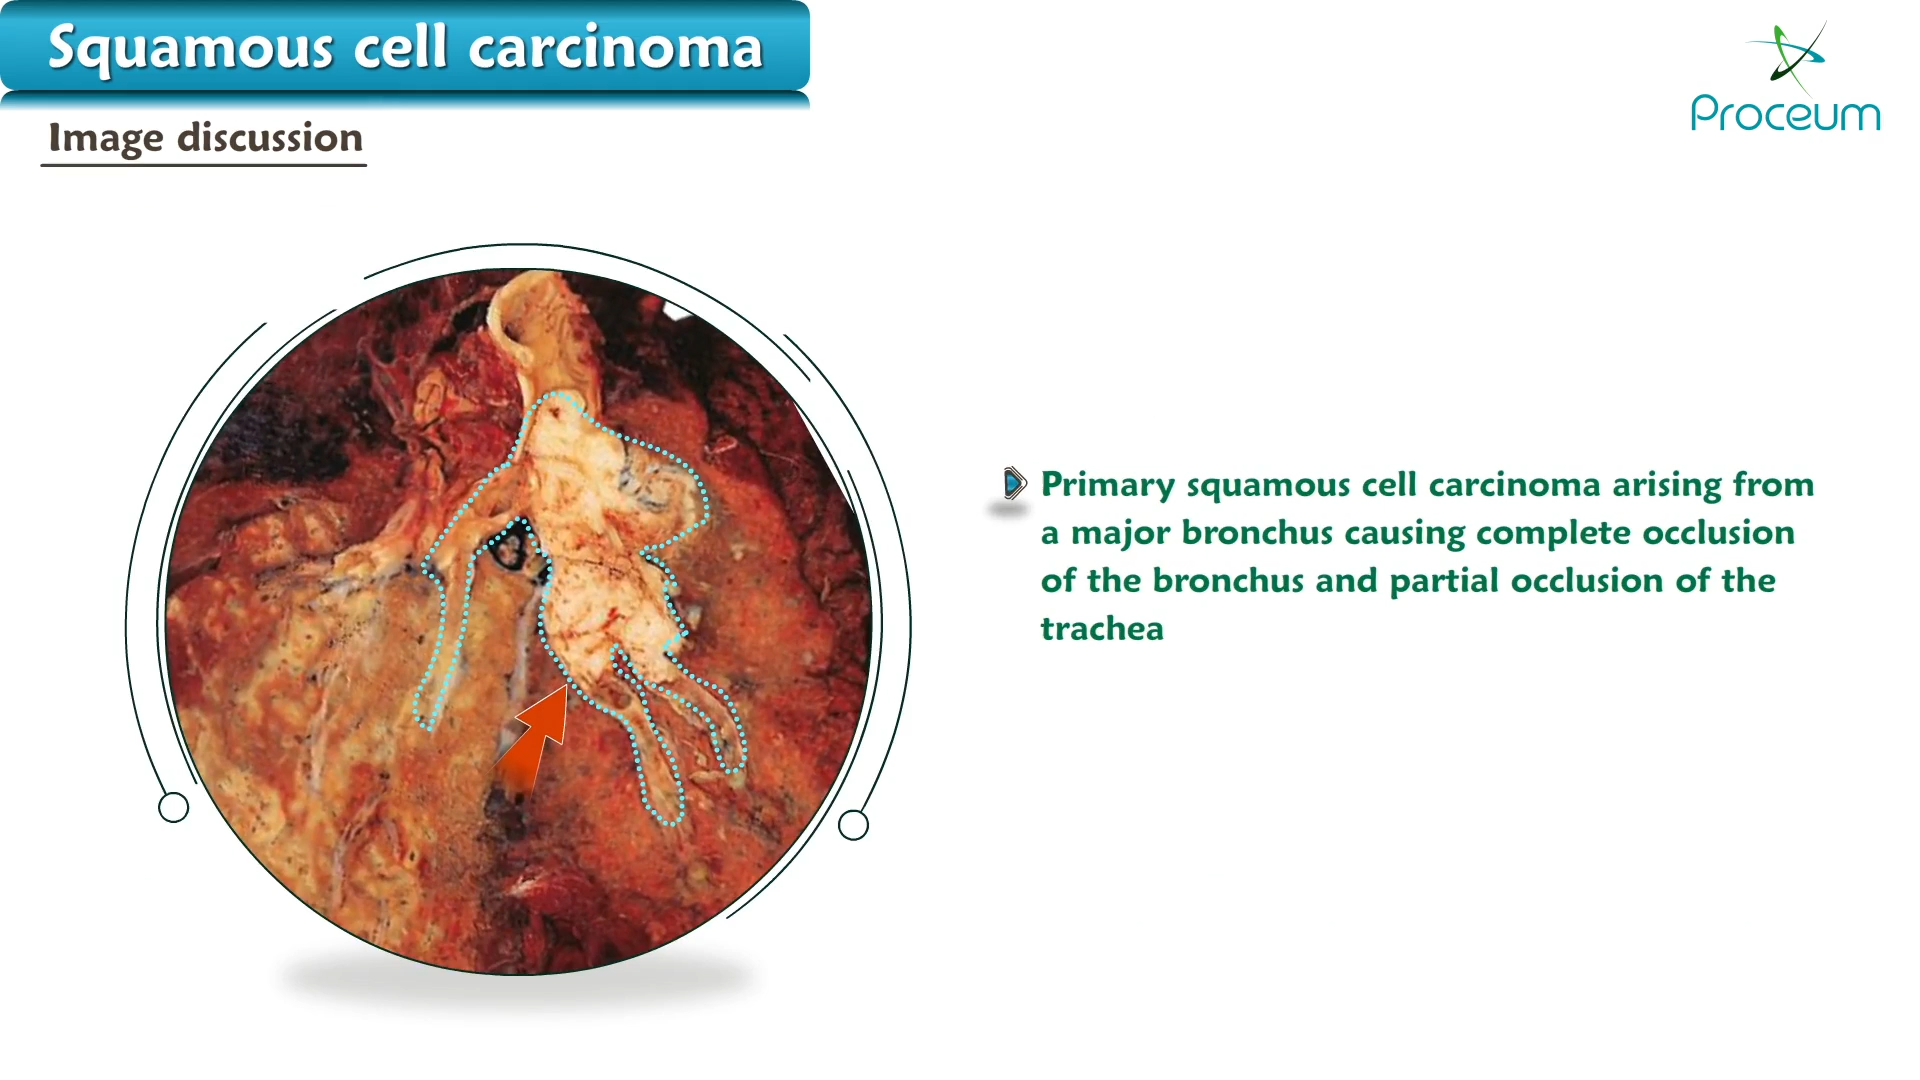 Squamous cell carcinoma
Image discussion
Proceum
Primary squamous cell carcinoma arising from
a major bronchus causing complete occlusion
of the bronchus and partial occlusion of the
trachea